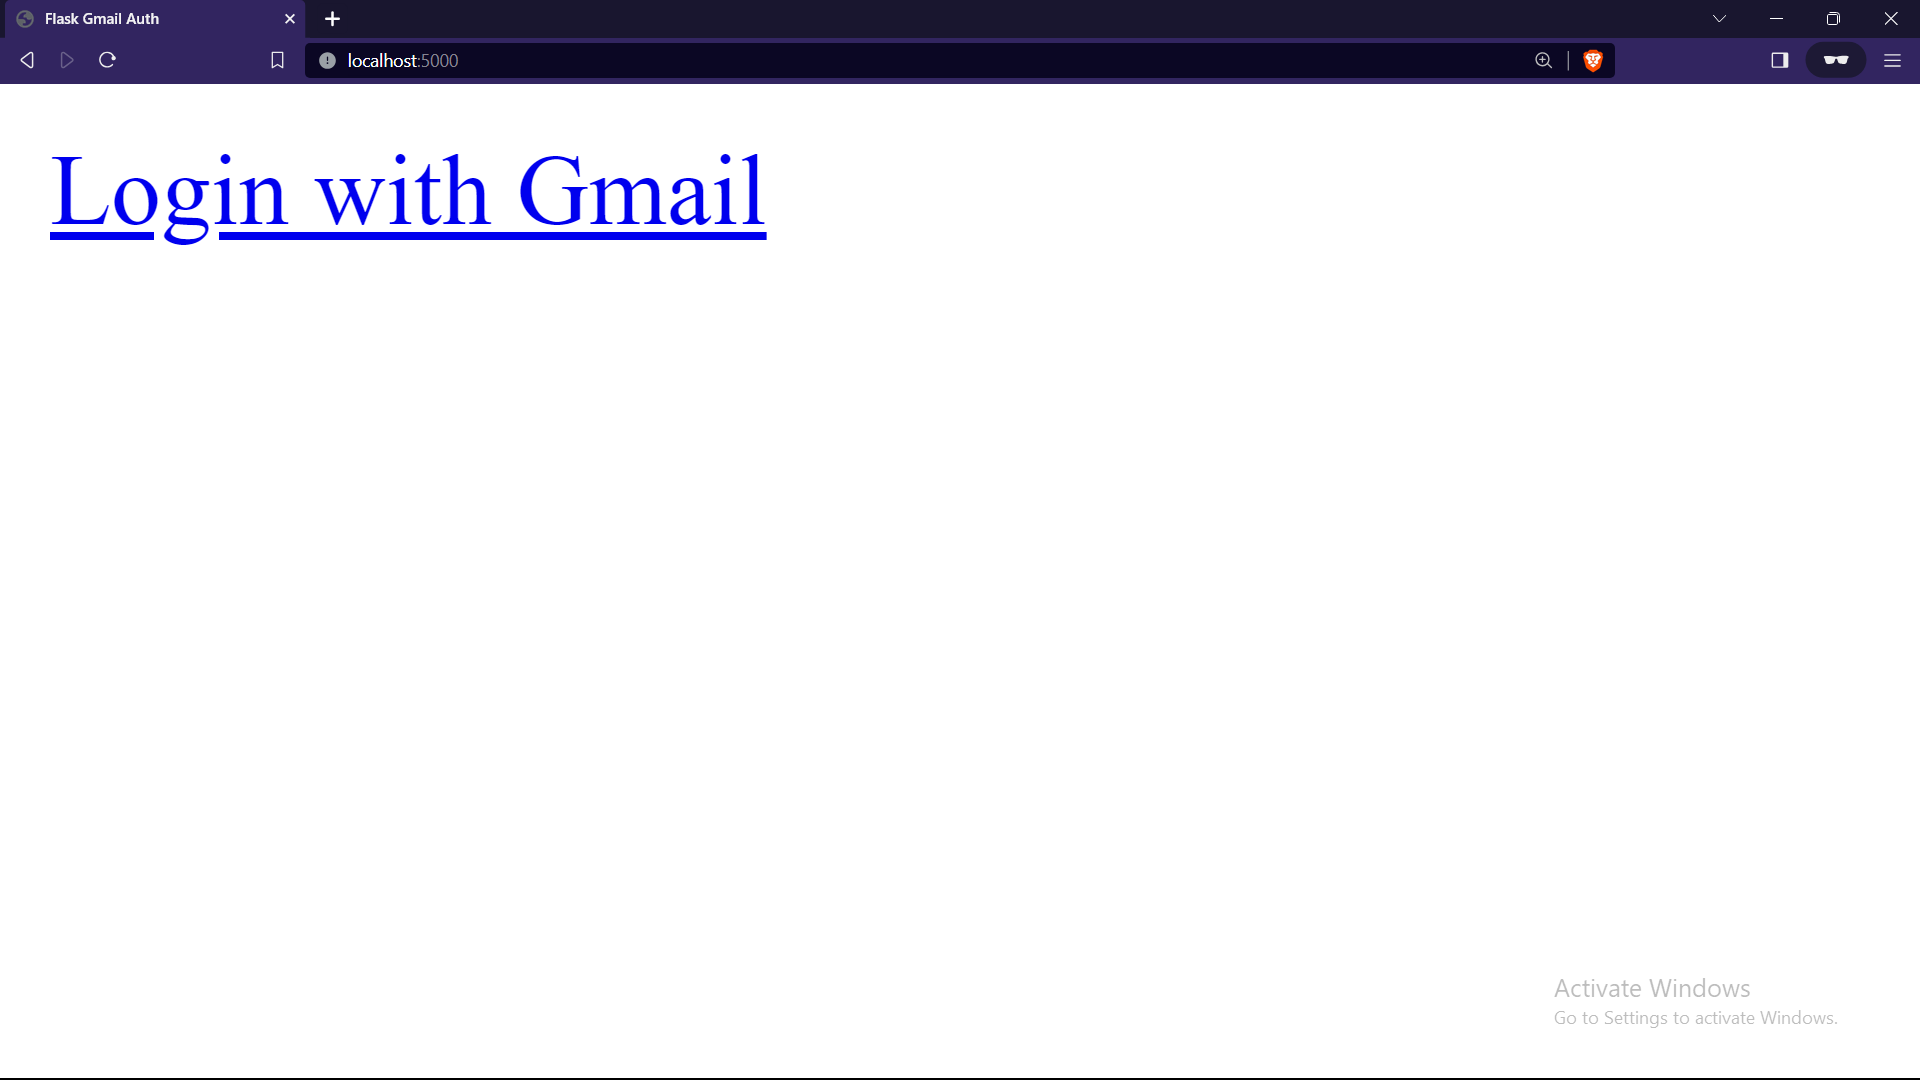 Flask Gmail Auth
localhost:5000
Login with Gmail
Activate Windows
Go to Settings to activate Windows.